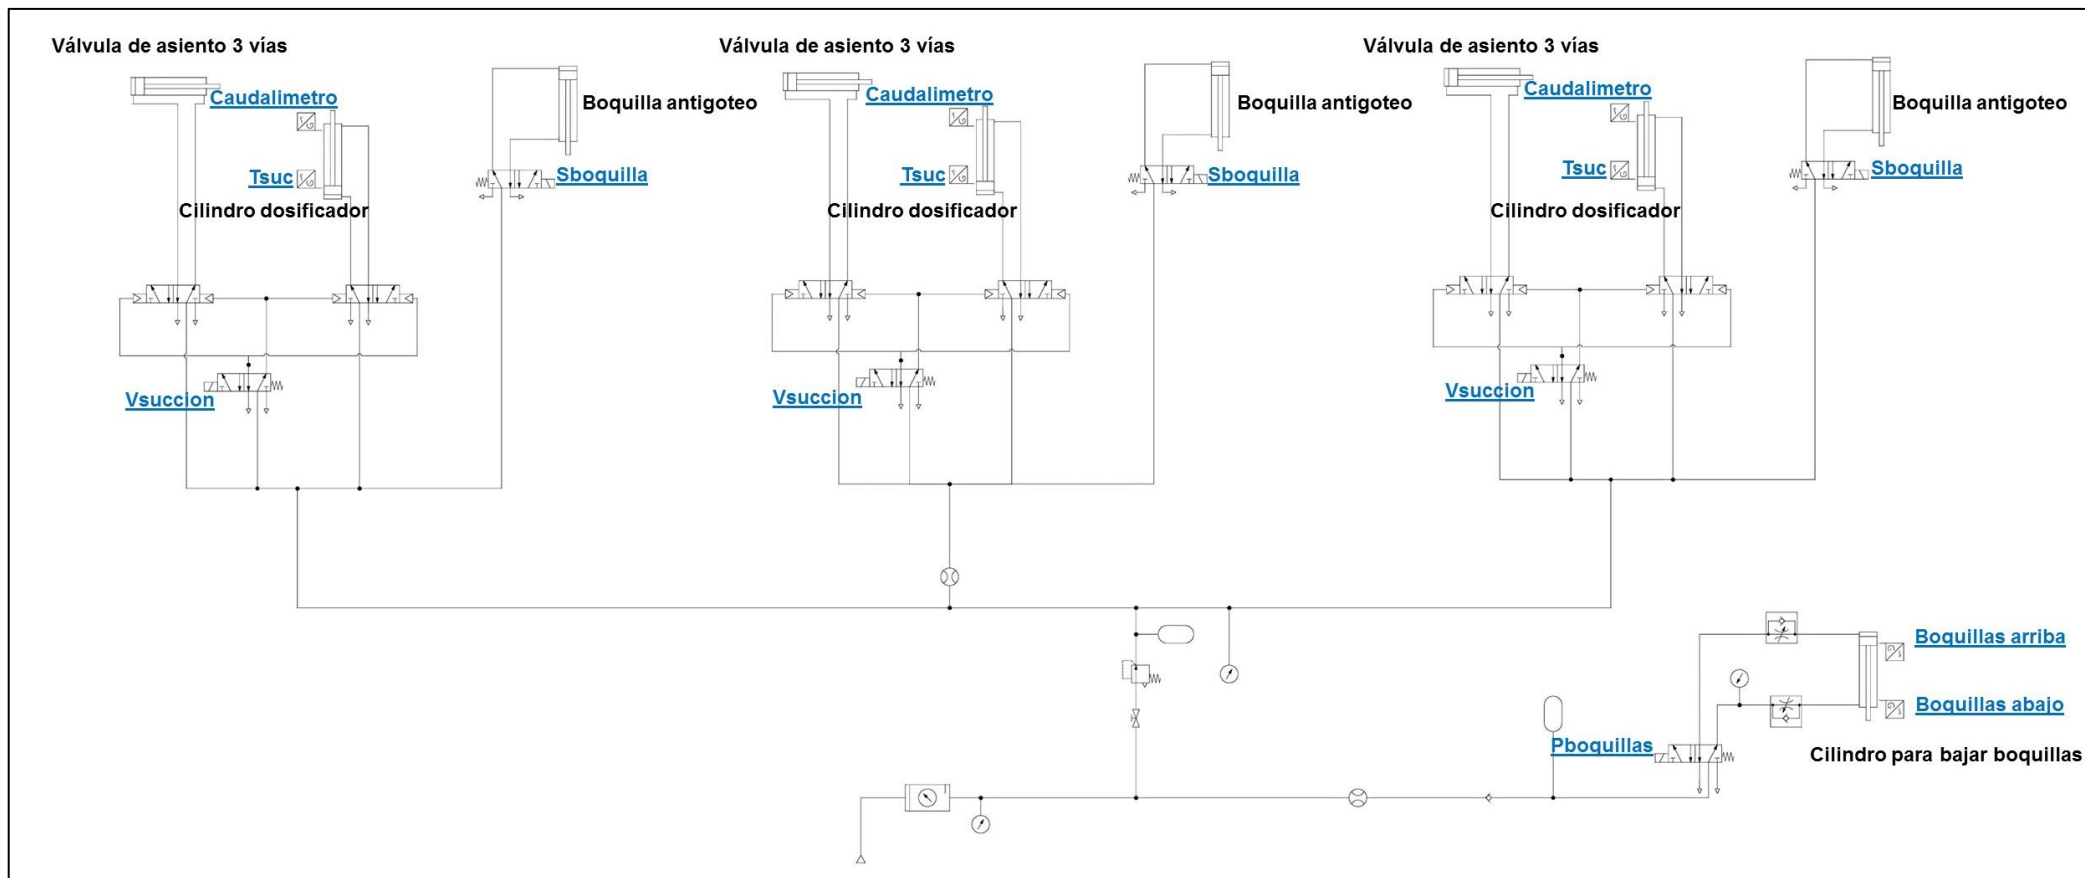 Válvula de asiento 3 vías
Válvula de asiento 3 vías
Válvula de asiento 3 vías
Caudalimetro
Boquilla antigoteo
Tsuc
Sboquilla
Cilindro dosificador
Vsuccion
Caudalimetro
Boquilla antigoteo
Tsuc
Sboquilla
Cilindro dosificador
Vsuccion
Caudalimetro
Boquilla antigoteo
Tsuc
Sboquilla
Cilindro dosificador
Vsuccion
Boquillas arriba
Boquillas abajo
Pboquillas
Cilindro para bajar boquillas